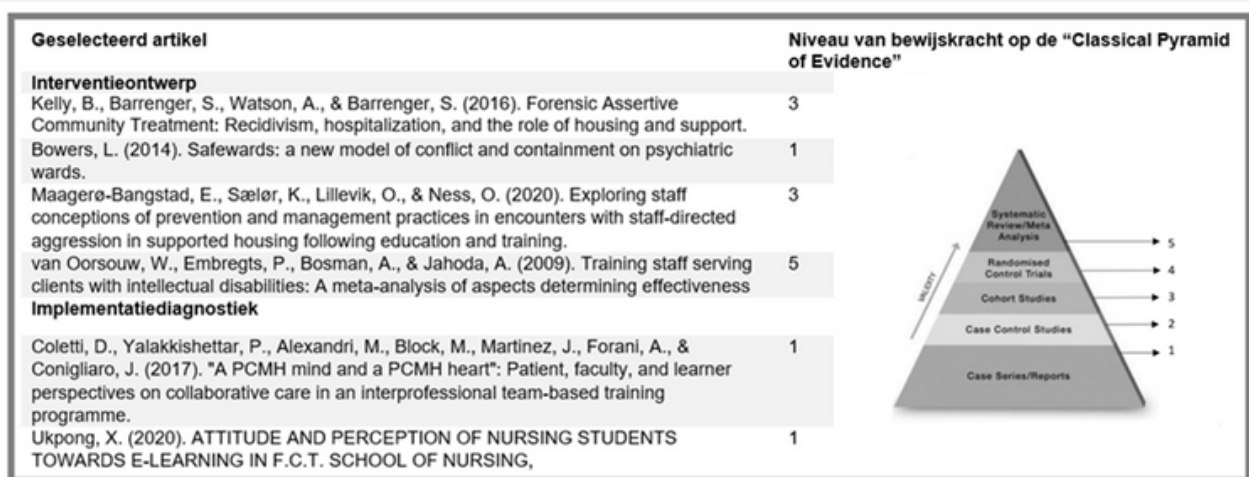 Geselecteerd artikel
Niveau van bewijskracht op de “Classical Pyramid
of Evidence”
Interventieontwerp
Kelly, B., Barrenger, S., Watson, A., & Barrenger, S. (2016). Forensic Assertive
Community Treatment: Recidivism, hospitalization, and the role of housing and support.
3
Bowers, L. (2014). Safewards: a new model of conflict and containment on psychiatric
wards.
1
Maagerø-Bangstad, E., Sælør, K., Lillevik, O., & Ness, O. (2020). Exploring staff
conceptions of prevention and management practices in encounters with staff-directed
aggression in supported housing following education and training.
3
van Oorsouw, W., Embregts, P., Bosman, A., & Jahoda, A. (2009). Training staff serving
clients with intellectual disabilities: A meta-analysis of aspects determining effectiveness
5
Implementatiediagnostiek
Coletti, D., Yalakkishettar, P., Alexandri, M., Block, M., Martinez, J., Forani, A., &
Conigliaro, J. (2017). "A PCMH mind and a PCMH heart": Patient, faculty, and learner
perspectives on collaborative care in an interprofessional team-based training
programme.
1
Ukpong, X. (2020). ATTITUDE AND PERCEPTION OF NURSING STUDENTS
TOWARDS E-LEARNING IN F.C.T. SCHOOL OF NURSING,
1
VALIDITY
Systematic
Review/Meta
Analysis
5
Randomised
Control Trials
4
Cohort Studies
3
Case Control Studies
2
1
Case Series/Reports